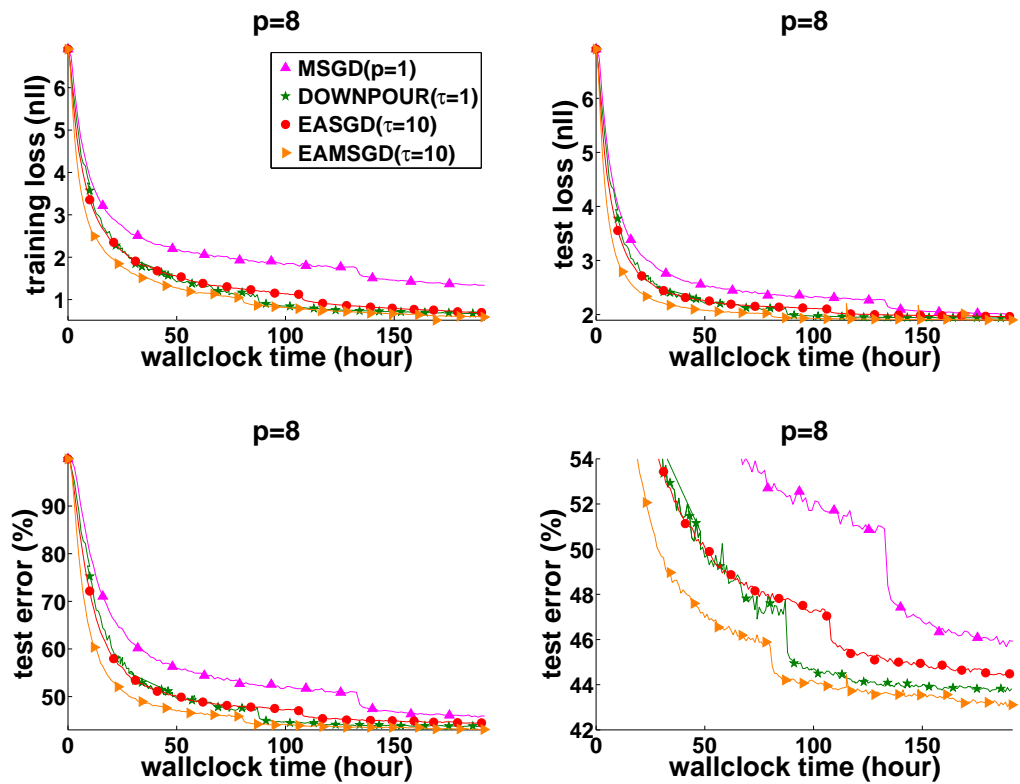 p=8
training loss (nll)
6
5
4
3
2
1
0
50
100
150
wallclock time (hour)
MSGD(p=1)
DOWNPOUR(τ=1)
EASGD(τ=10)
EAMSGD(τ=10)
p=8
test loss (nll)
6
5
4
3
2
0
50
100
150
wallclock time (hour)
p=8
test error (%)
90
80
70
60
50
0
50
100
150
wallclock time (hour)
p=8
test error (%)
54
52
50
48
46
44
42
0
50
100
150
wallclock time (hour)